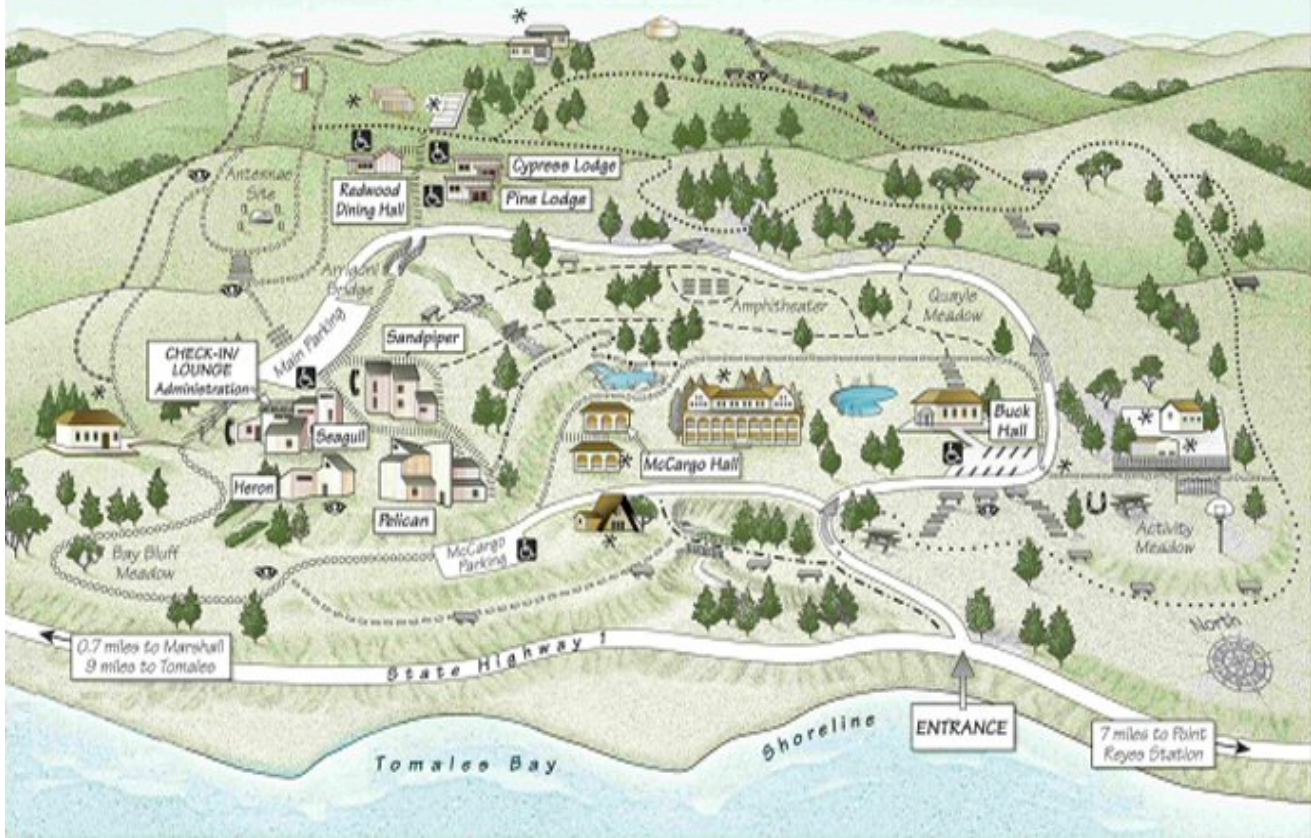 Cypress Lodge
Pine Lodge
Redwood
Dining Hall
Antennae
Site
Arrigoni
Bridge
Main Parking
Amphitheater
Quayle
Meadow
Sandpiper
CHECK-IN/
LOUNGE
Administration
Seagull
Heron
Pelican
McCargo Hall
Buck
Hall
Bay Bluff
Meadow
McCargo
Parking
Activity
Meadow
North
0.7 miles to Marshall
9 miles to Tomales
State Highway 1
ENTRANCE
7 miles to Point
Reyes Station
Tomales Bay
Shoreline